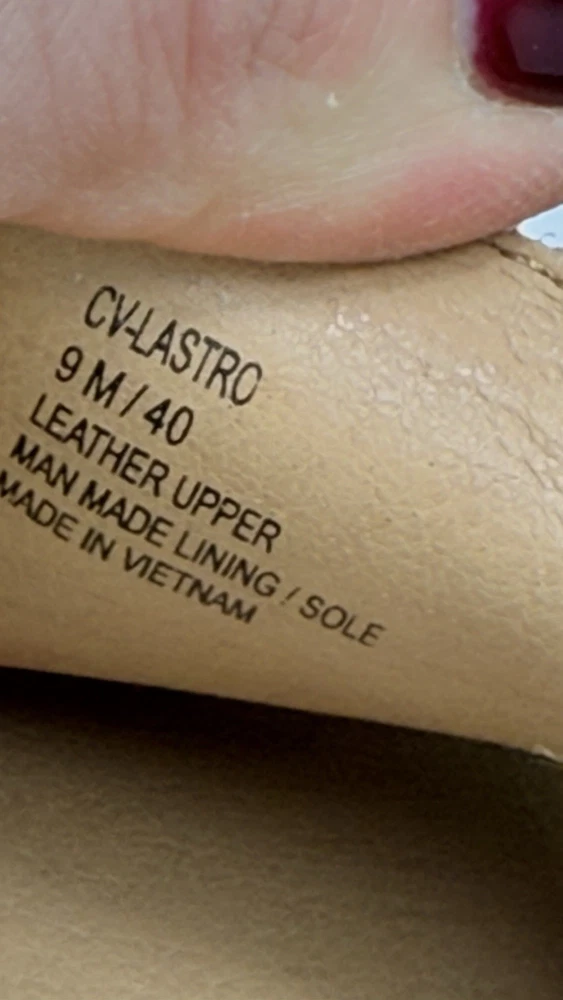 CV-LASTRO
9 M / 40
LEATHER UPPER
MAN MADE LINING / SOLE
MADE IN VIETNAM